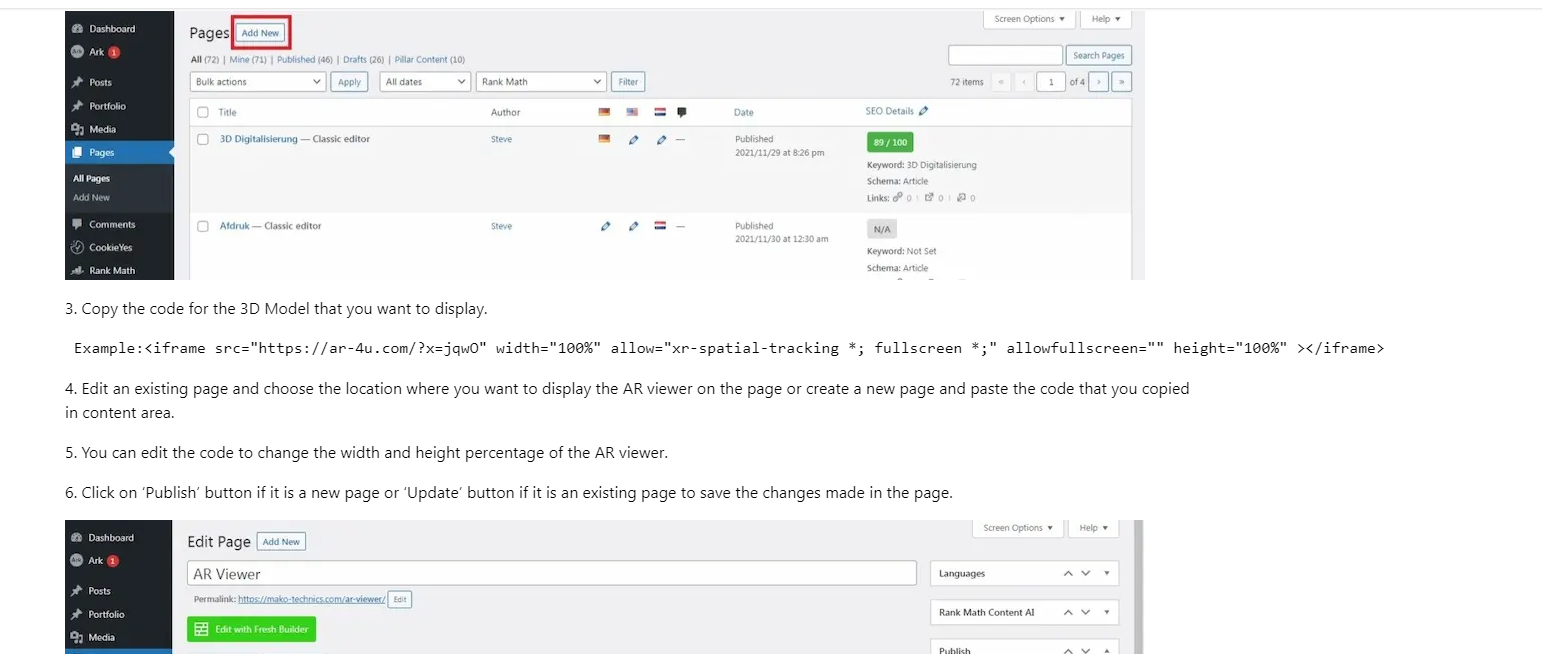 Dashboard
Ark 1
Posts
Portfolio
Media
Pages
All Pages
Add New
Comments
CookieYes
Rank Math
Pages Add New
Screen Options ▼ Help ▼
All (72) | Mine (71) | Published (46) | Drafts (26) | Pillar Content (10)
Search Pages
Bulk actions Apply All dates Rank Math Filter
72 items « ‹ 1 of 4 › »
Title Author Date SEO Details
3D Digitalisierung — Classic editor Steve —
Published
2021/11/29 at 8:26 pm
89 / 100
Keyword: 3D Digitalisierung
Schema: Article
Links: 0 | 0 | 0
Afdruk — Classic editor Steve —
Published
2021/11/30 at 12:30 am
N/A
Keyword: Not Set
Schema: Article
3. Copy the code for the 3D Model that you want to display.
Example:<iframe src="https://ar-4u.com/?x=jqwO" width="100%" allow="xr-spatial-tracking *; fullscreen *;" allowfullscreen="" height="100%" ></iframe>
4. Edit an existing page and choose the location where you want to display the AR viewer on the page or create a new page and paste the code that you copied
in content area.
5. You can edit the code to change the width and height percentage of the AR viewer.
6. Click on ‘Publish’ button if it is a new page or ‘Update’ button if it is an existing page to save the changes made in the page.
Dashboard
Ark 1
Posts
Portfolio
Media
Edit Page Add New
Screen Options ▼ Help ▼
AR Viewer
Permalink: https://mako-technics.com/ar-viewer/ Edit
Edit with Fresh Builder
Languages
Rank Math Content AI
Publish